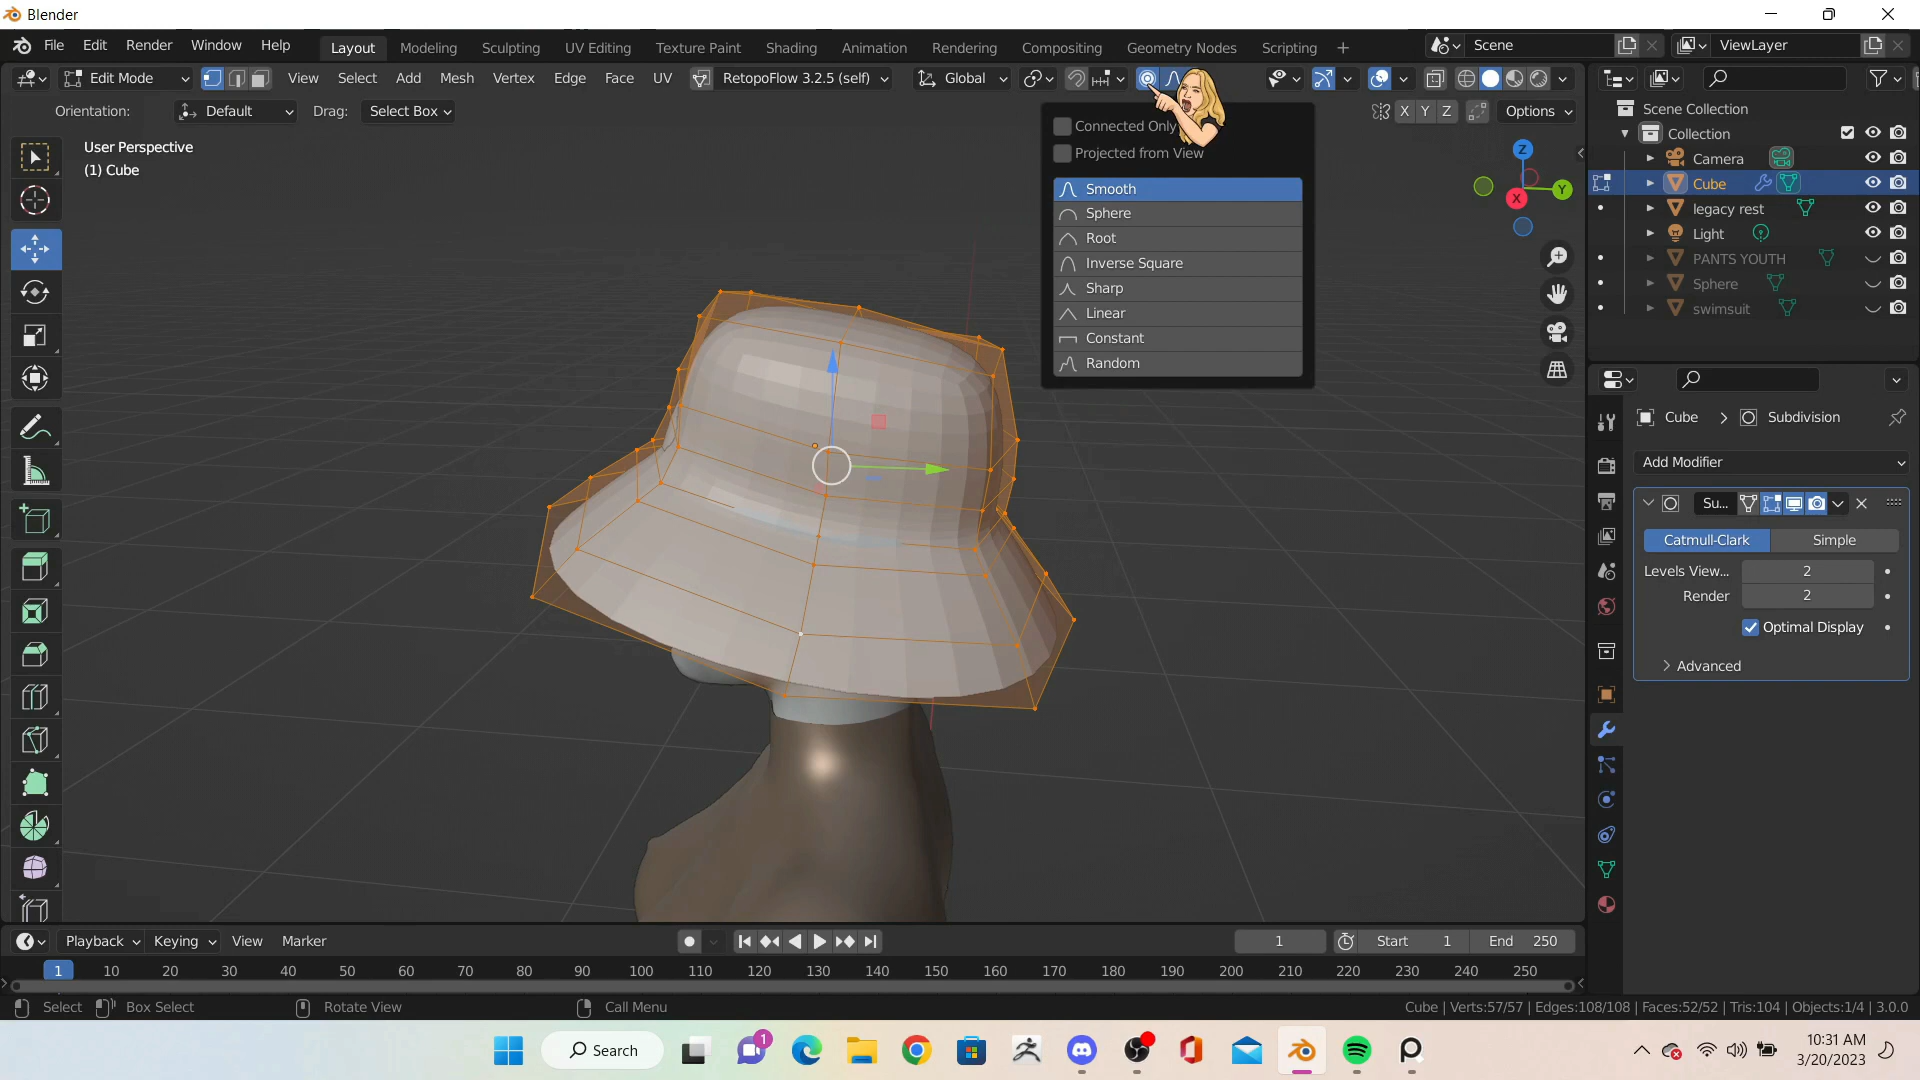 Blender
File Edit Render Window Help Layout Modeling Sculpting UV Editing Texture Paint Shading Animation Rendering Compositing Geometry Nodes Scripting + Scene ViewLayer
Edit Mode View Select Add Mesh Vertex Edge Face UV RetopoFlow 3.2.5 (self) Global
Orientation: Default Drag: Select Box X Y Z Options
User Perspective
(1) Cube
Connected Only
Projected from View
Smooth
Sphere
Root
Inverse Square
Sharp
Linear
Constant
Random
Z
Y
X
Scene Collection
Collection
Camera
Cube
legacy rest
Light
PANTS YOUTH
Sphere
swimsuit
Cube > Subdivision
Add Modifier
Su...
Catmull-Clark Simple
Levels View... 2
Render 2
Optimal Display
> Advanced
Playback Keying View Marker 1 Start 1 End 250
1 10 20 30 40 50 60 70 80 90 100 110 120 130 140 150 160 170 180 190 200 210 220 230 240 250
Select Box Select Rotate View Call Menu Cube | Verts:57/57 | Edges:108/108 | Faces:52/52 | Tris:104 | Objects:1/4 | 3.0.0
Search 1 10:31 AM
3/20/2023